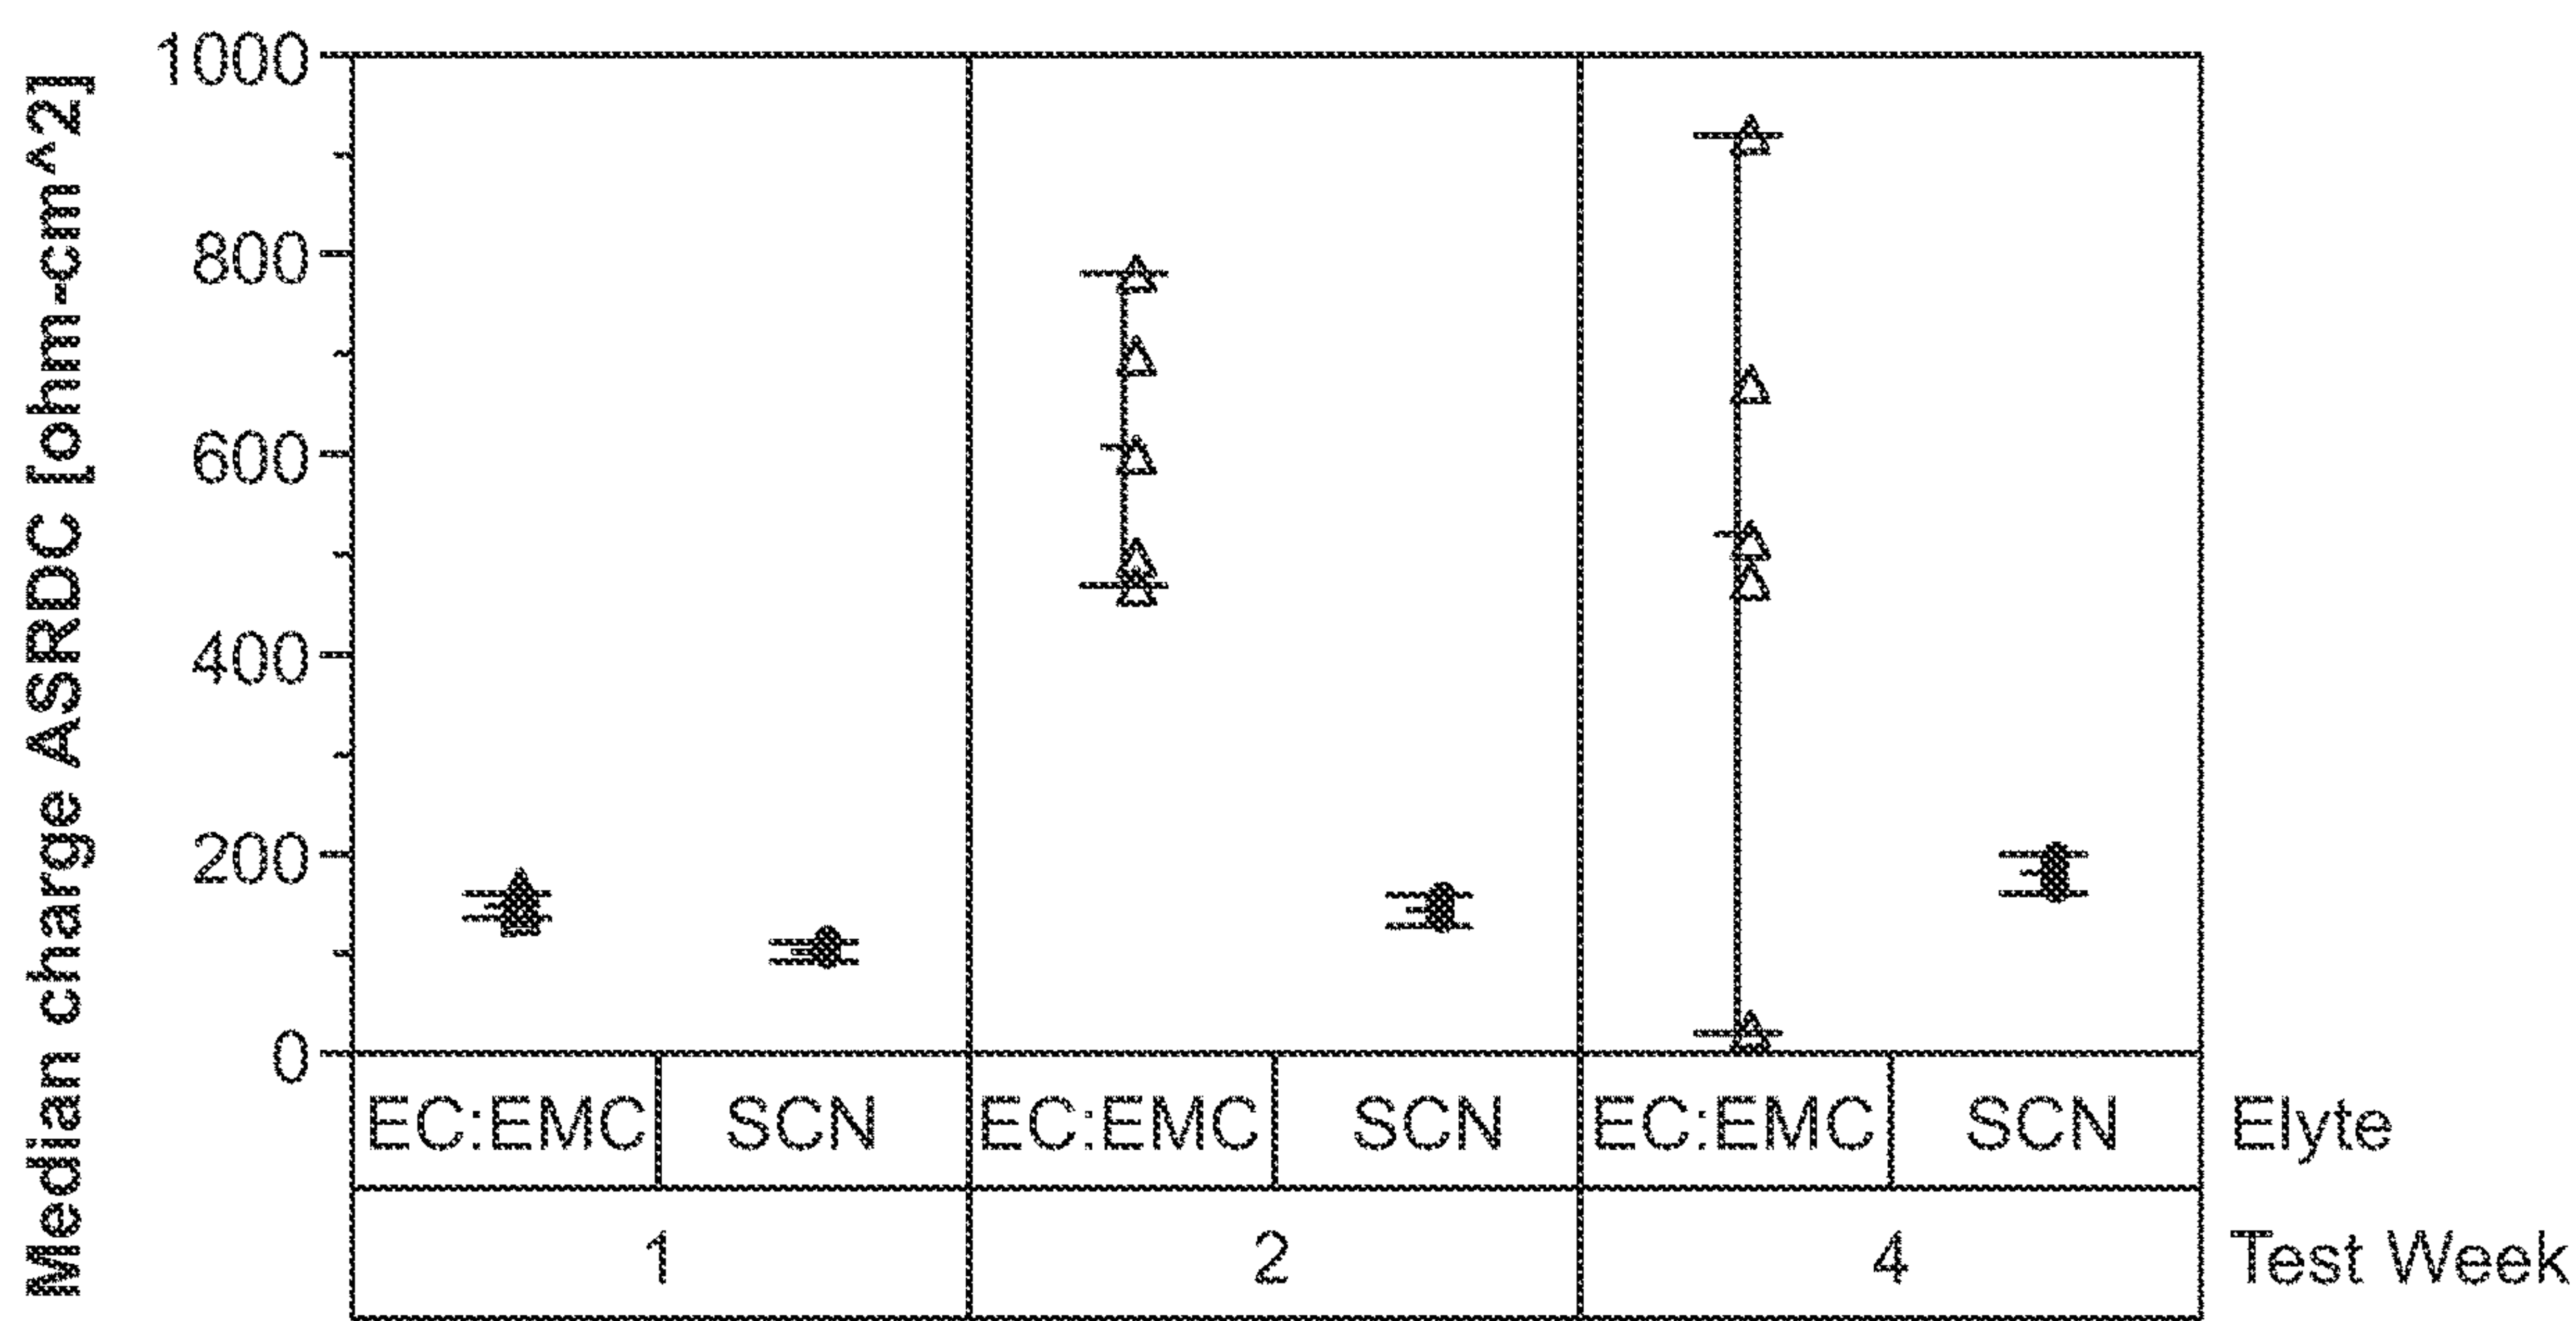 Median charge ASRDC [ohm-cm^2]
1000
800
600
400
200
0
EC:EMC SCN EC:EMC SCN EC:EMC SCN Elyte
1 2 4 Test Week